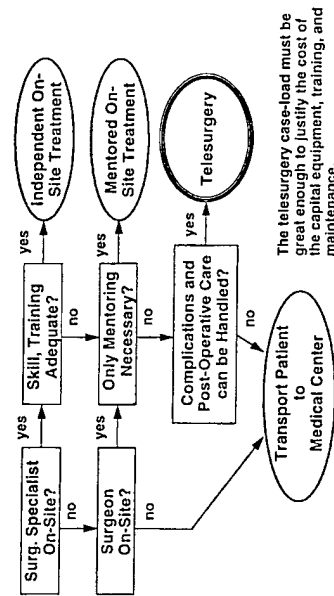 Surg. Specialist
On-Site?
yes
Skill, Training
Adequate?
yes
Independent On-
Site Treatment
no
no
Surgeon
On-Site?
yes
Only Mentoring
Necessary?
yes
Mentored On-
Site Treatment
no
no
Complications and
Post-Operative Care
can be Handled?
yes
Telesurgery
no
Transport Patient
to
Medical Center
The telesurgery case-load must be
great enough to justify the cost of
the capital equipment, training, and
maintenance